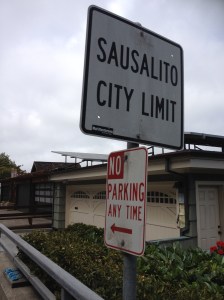 SAUSALITO
CITY LIMIT
NO
PARKING
ANY TIME